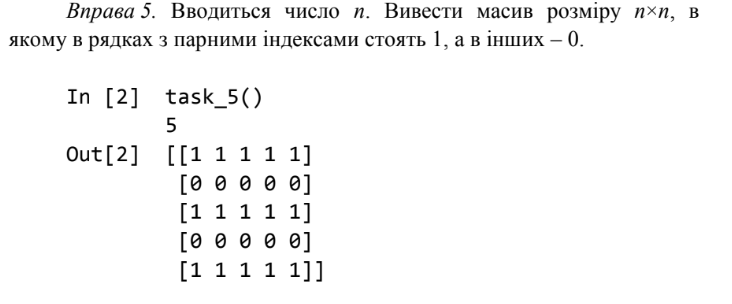 Вправа 5. Вводиться число n. Вивести масив розміру n×n, в
якому в рядках з парними індексами стоять 1, а в інших – 0.
In [2] task_5()
5
Out[2] [[1 1 1 1 1]
[0 0 0 0 0]
[1 1 1 1 1]
[0 0 0 0 0]
[1 1 1 1 1]]